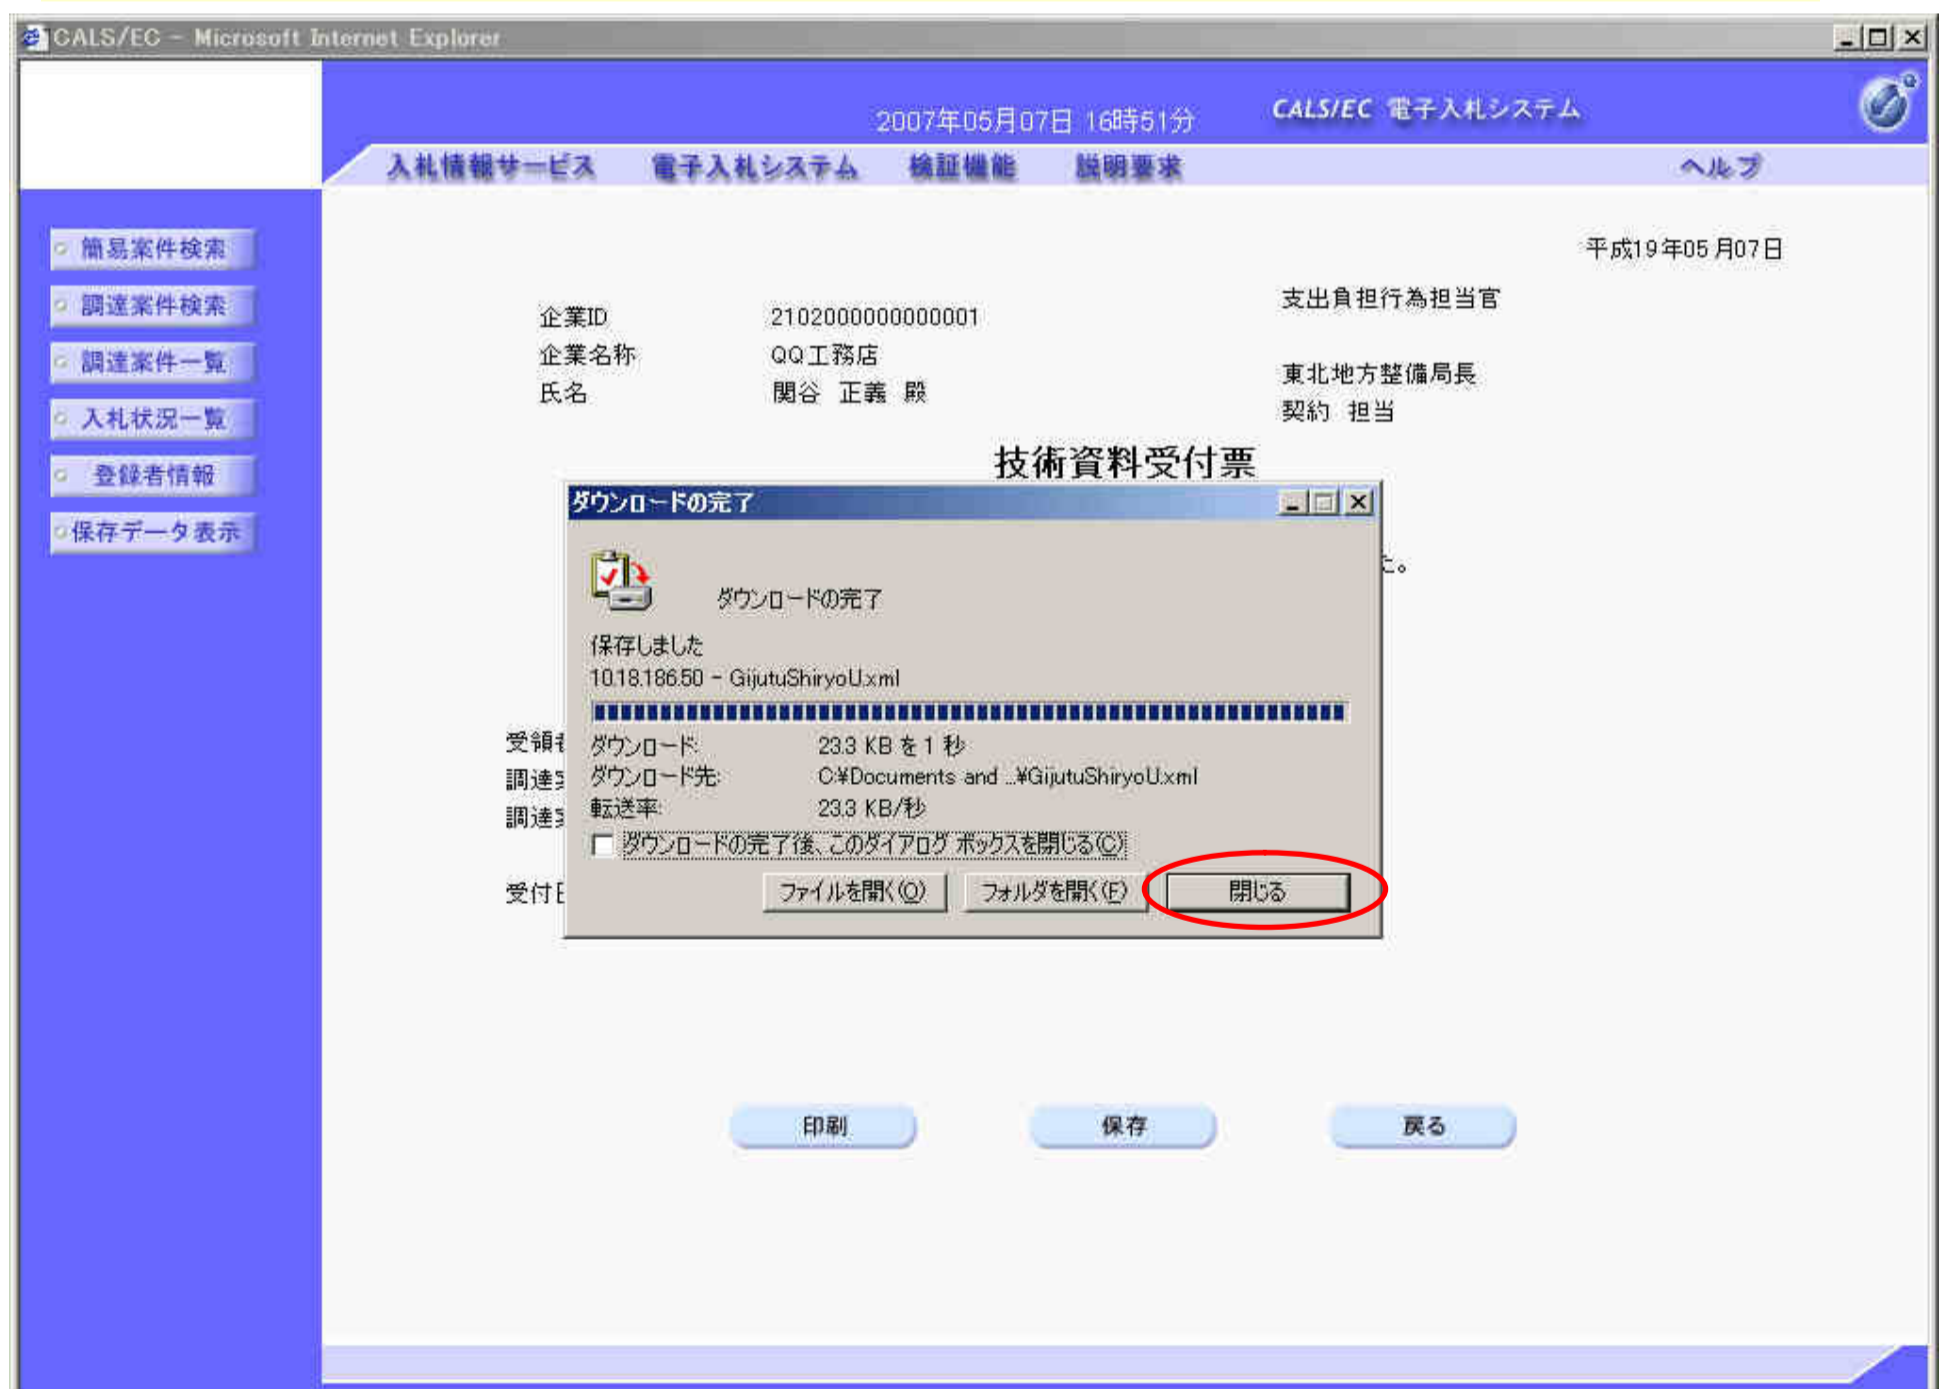 CALS/EC - Microsoft Internet Explorer
2007年05月07日 16時51分
CALS/EC 電子入札システム
入札情報サービス 電子入札システム 検証機能 説明要求 ヘルプ
簡易案件検索
調達案件検索
調達案件一覧
入札状況一覧
登録者情報
保存データ表示
平成19年05月07日
支出負担行為担当官
企業ID 2102000000000001
企業名称 QQ工務店
東北地方整備局長
氏名 関谷 正義 殿
契約 担当
技術資料受付票
ダウンロードの完了
た。
ダウンロードの完了
保存しました
10.18.186.50 - GijutuShiryoU.xml
受領
ダウンロード: 23.3 KB を 1 秒
調達
ダウンロード先: C:¥Documents and ...¥GijutuShiryoU.xml
調達
転送率: 23.3 KB/秒
ダウンロードの完了後、このダイアログ ボックスを閉じる(C)
受付
ファイルを開く(O) フォルダを開く(F) 閉じる
印刷 保存 戻る